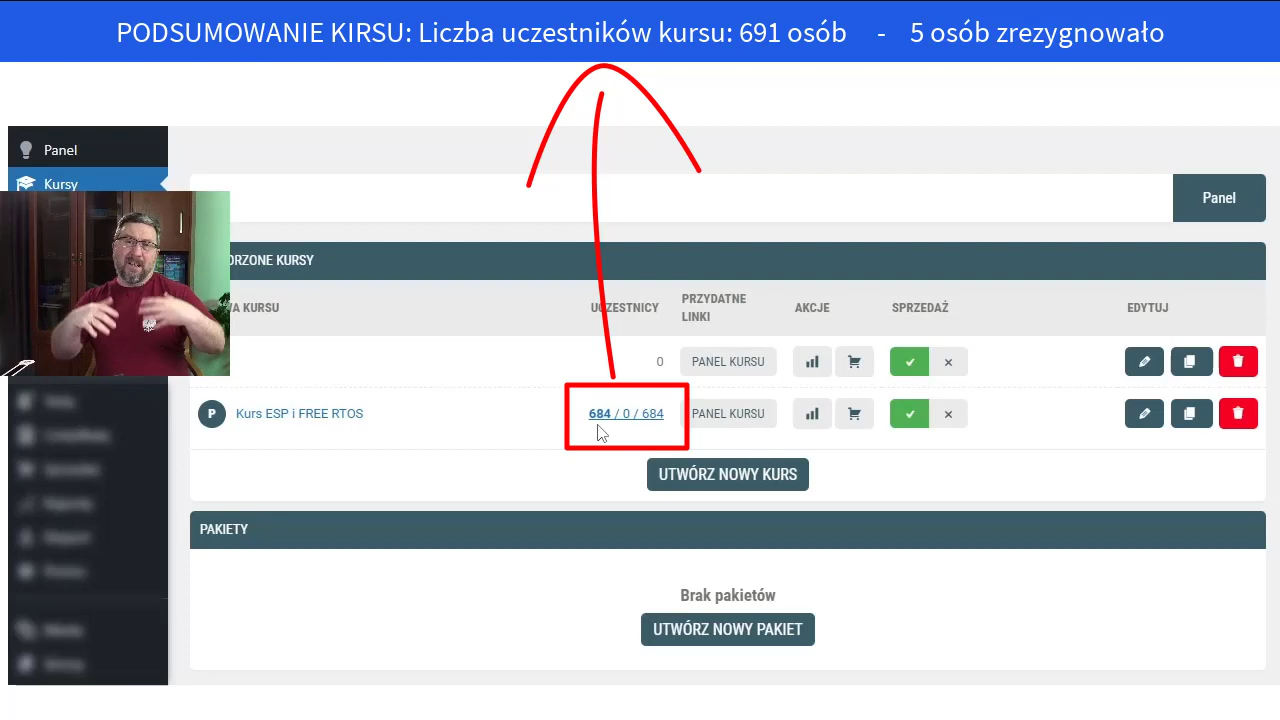 PODSUMOWANIE KIRSU: Liczba uczestników kursu: 691 osób - 5 osób zrezygnowało
Panel
Kursy
Panel
ORZONE KURSY
A KURSU
UCZESTNICY
PRZYDATNE
LINKI
AKCJE
SPRZEDAŻ
EDYTUJ
0
PANEL KURSU
P
Kurs ESP i FREE RTOS
684 / 0 / 684
PANEL KURSU
UTWÓRZ NOWY KURS
PAKIETY
Brak pakietów
UTWÓRZ NOWY PAKIET